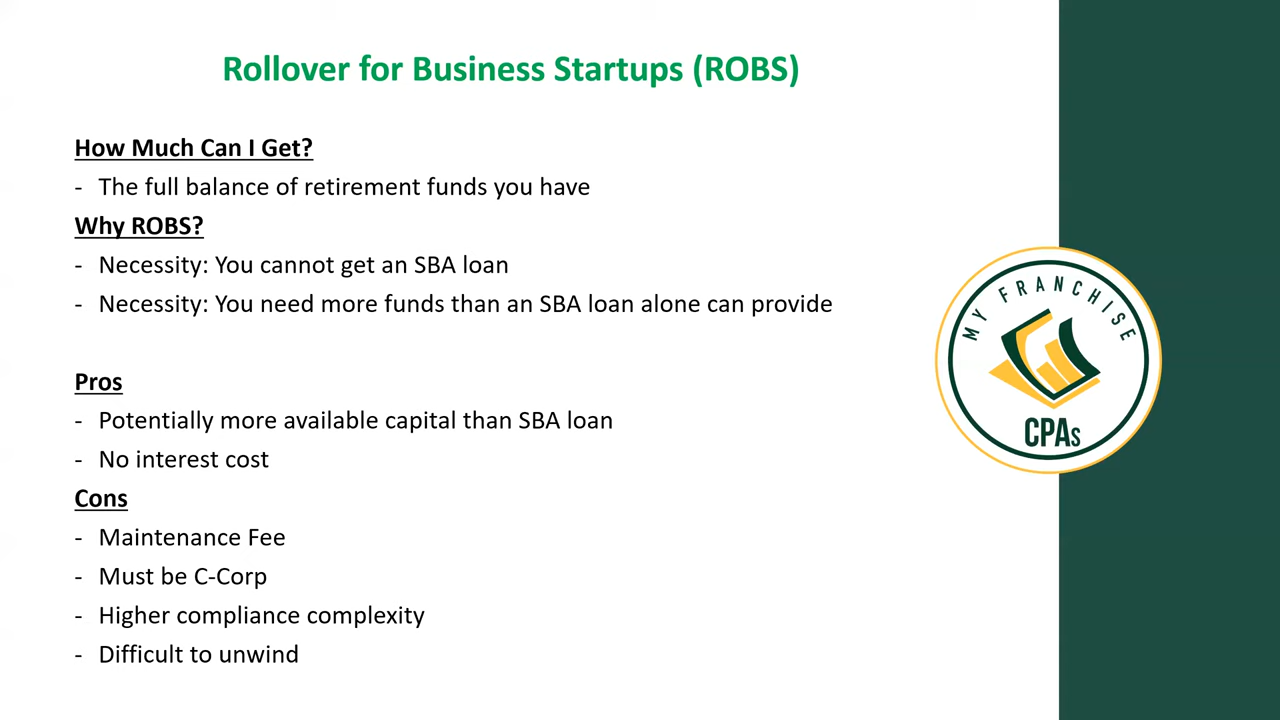 Rollover for Business Startups (ROBS)
How Much Can I Get?
- The full balance of retirement funds you have
Why ROBS?
- Necessity: You cannot get an SBA loan
- Necessity: You need more funds than an SBA loan alone can provide
Pros
- Potentially more available capital than SBA loan
- No interest cost
Cons
- Maintenance Fee
- Must be C-Corp
- Higher compliance complexity
- Difficult to unwind
MY FRANCHISE
CPAs